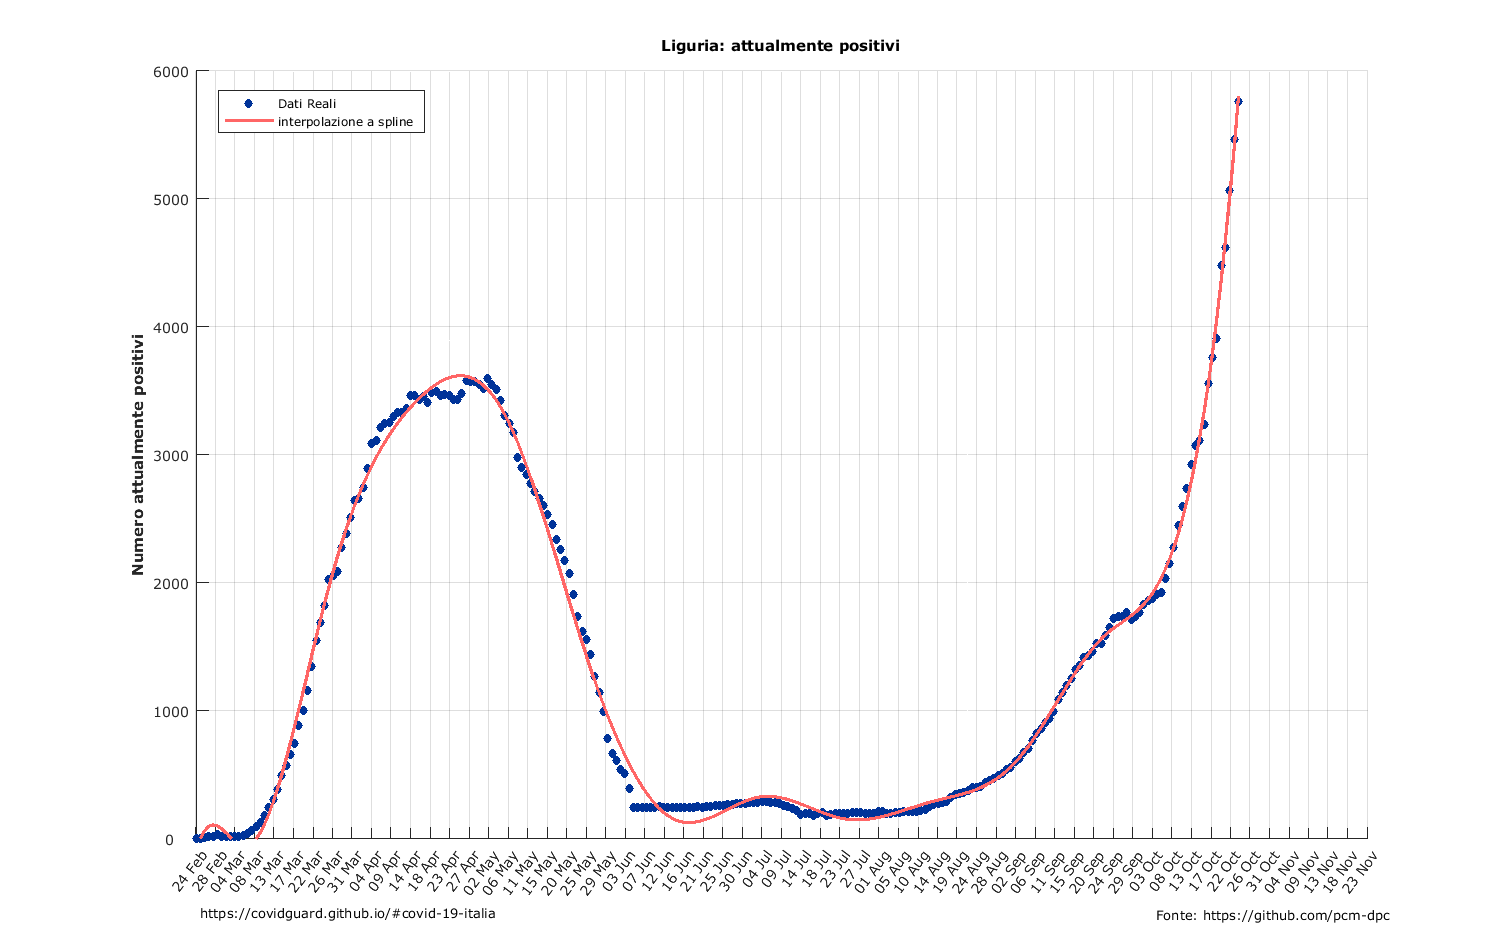 Liguria: attualmente positivi
6000
5000
4000
3000
2000
1000
0
Numero attualmente positivi
Dati Reali
interpolazione a spline
24 Feb
28 Feb
04 Mar
08 Mar
13 Mar
17 Mar
22 Mar
26 Mar
31 Mar
04 Apr
09 Apr
14 Apr
18 Apr
23 Apr
27 Apr
02 May
06 May
11 May
15 May
20 May
25 May
29 May
03 Jun
07 Jun
12 Jun
16 Jun
21 Jun
25 Jun
30 Jun
04 Jul
09 Jul
14 Jul
18 Jul
23 Jul
27 Jul
01 Aug
05 Aug
10 Aug
14 Aug
19 Aug
24 Aug
28 Aug
02 Sep
06 Sep
11 Sep
15 Sep
20 Sep
24 Sep
29 Sep
03 Oct
08 Oct
13 Oct
17 Oct
22 Oct
26 Oct
31 Oct
04 Nov
09 Nov
13 Nov
18 Nov
23 Nov
https://covidguard.github.io/#covid-19-italia
Fonte: https://github.com/pcm-dpc